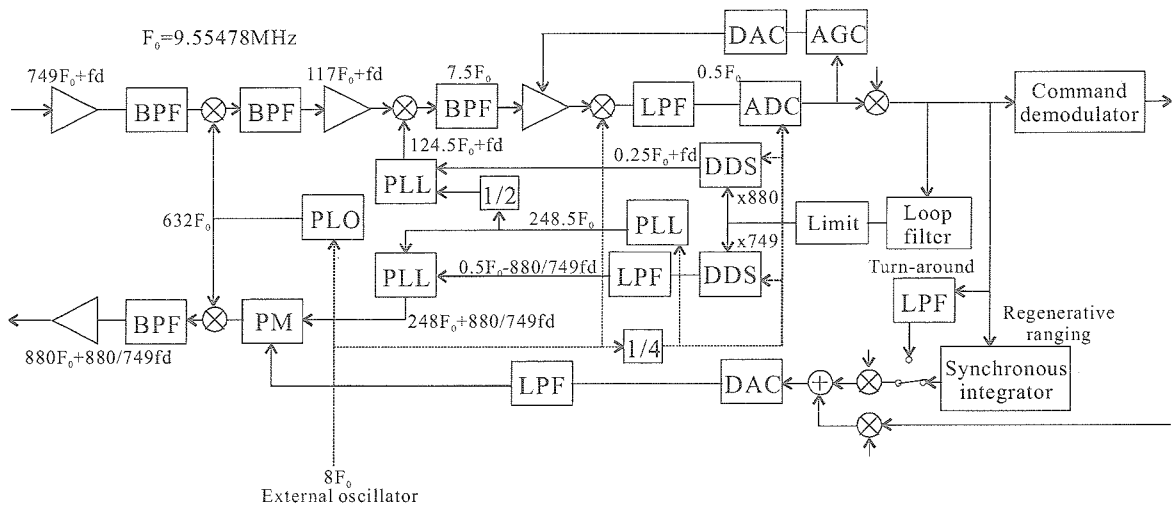 F₀=9.55478MHz
DAC
AGC
749F₀+fd
117F₀+fd
7.5F₀
0.5F₀
BPF
BPF
BPF
LPF
ADC
Command
demodulator
124.5F₀+fd
0.25F₀+fd
DDS
PLL
1/2
x880
632F₀
PLO
248.5F₀
PLL
Limit
Loop
filter
x749
PLL
0.5F₀-880/749fd
LPF
DDS
Turn-around
LPF
BPF
PM
248F₀+880/749fd
Regenerative
ranging
880F₀+880/749fd
1/4
LPF
DAC
Synchronous
integrator
8F₀
External oscillator